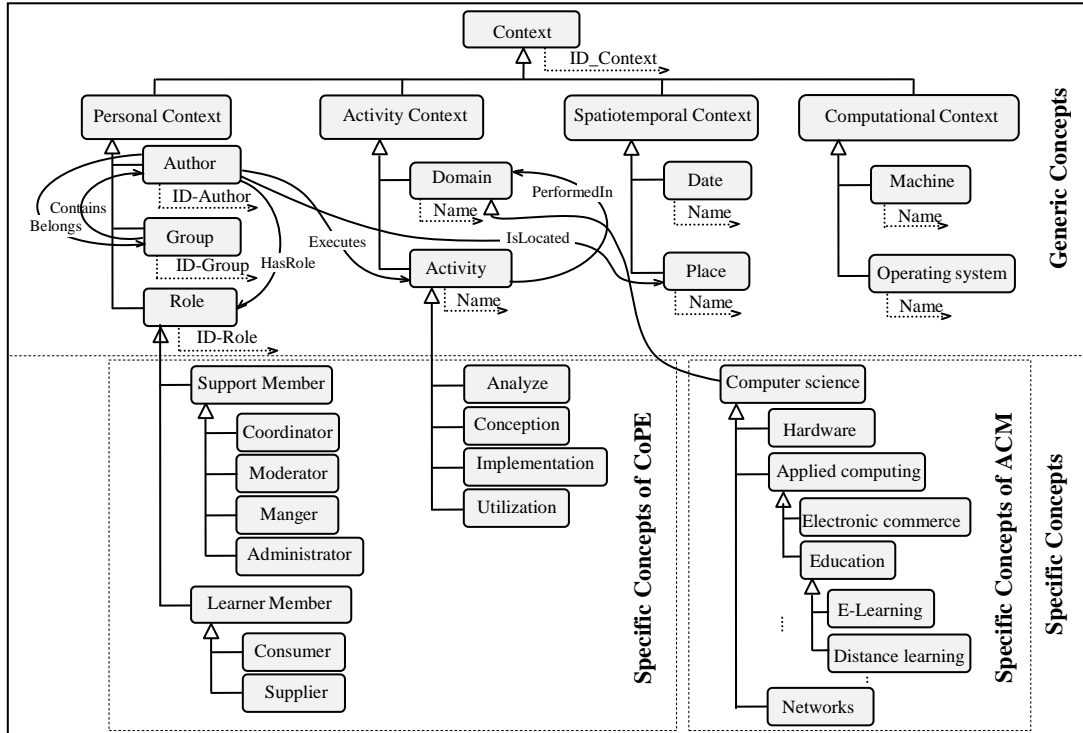 Context
ID_Context
Personal Context
Activity Context
Spatiotemporal Context
Computational Context
Author
ID-Author
Contains
Belongs
Group
ID-Group
HasRole
Role
ID-Role
Executes
Domain
Name
PerformedIn
IsLocated
Activity
Name
Date
Name
Place
Name
Machine
Name
Operating system
Name
Generic Concepts
Support Member
Coordinator
Moderator
Manger
Administrator
Learner Member
Consumer
Supplier
Analyze
Conception
Implementation
Utilization
Specific Concepts of CoPE
Computer science
Hardware
Applied computing
Electronic commerce
Education
E-Learning
Distance learning
...
...
Networks
Specific Concepts of ACM
Specific Concepts